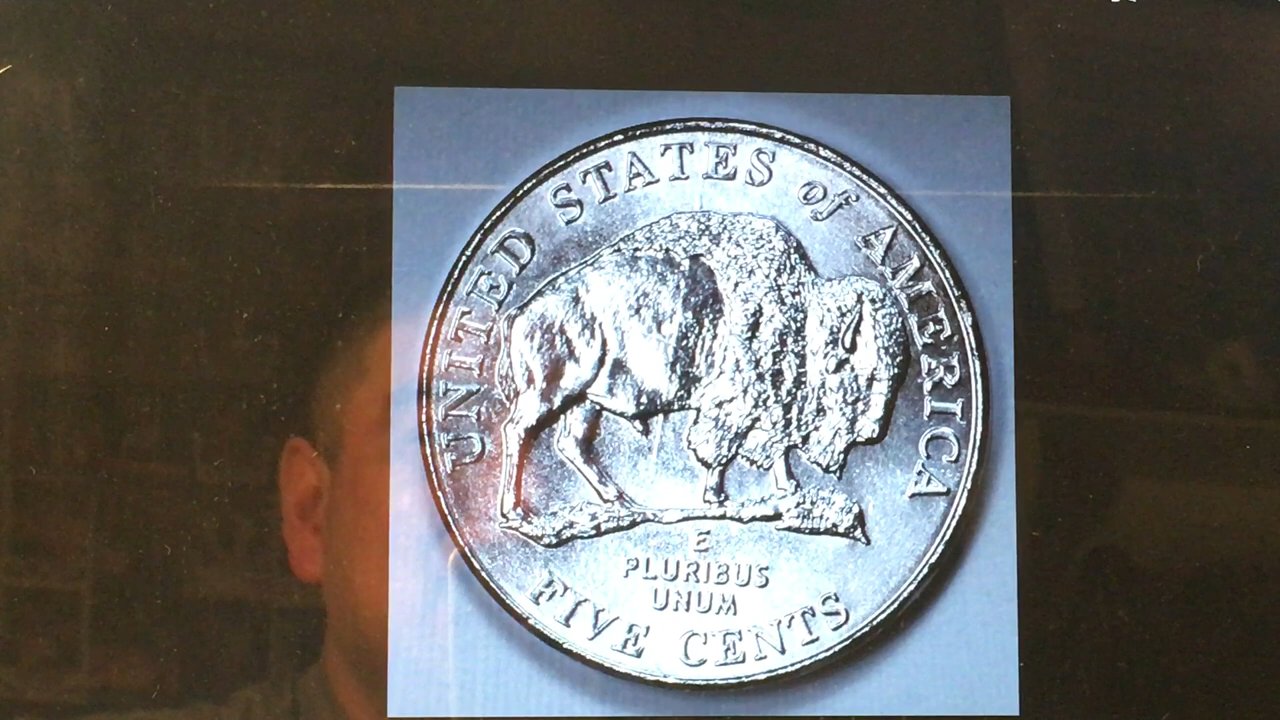 UNITED STATES of AMERICA
E
PLURIBUS
UNUM
FIVE CENTS